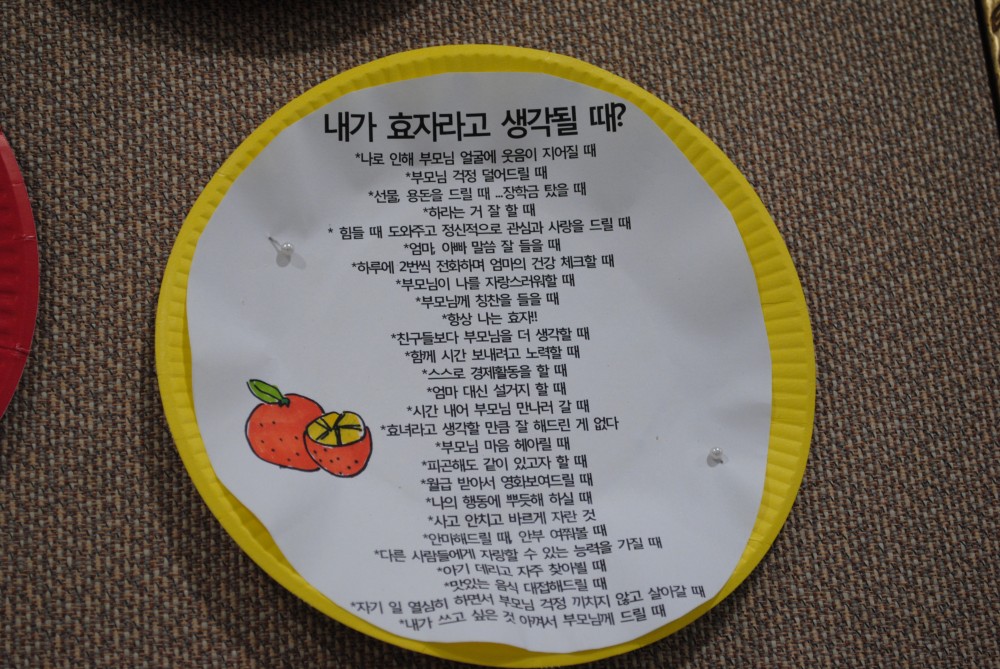 내가 효자라고 생각될 때?
*나로 인해 부모님 얼굴에 웃음이 지어질 때
*부모님 걱정 덜어드릴 때
*선물, 용돈을 드릴 때 ...장학금 탔을 때
*하라는 거 잘 할 때
* 힘들 때 도와주고 정신적으로 관심과 사랑을 드릴 때
*엄마, 아빠 말씀 잘 들을 때
*하루에 2번씩 전화하며 엄마의 건강 체크할 때
*부모님이 나를 자랑스러워할 때
*부모님께 칭찬을 들을 때
*항상 나는 효자!!
*친구들보다 부모님을 더 생각할 때
*함께 시간 보내려고 노력할 때
*스스로 경제활동을 할 때
*엄마 대신 설거지 할 때
*시간 내어 부모님 만나러 갈 때
*효녀라고 생각할 만큼 잘 해드린 게 없다
*부모님 마음 헤아릴 때
*피곤해도 같이 있고자 할 때
*월급 받아서 영화보여드릴 때
*나의 행동에 뿌듯해 하실 때
*사고 안치고 바르게 자란 것
*안마해드릴 때, 안부 여쭤볼 때
*다른 사람들에게 자랑할 수 있는 능력을 가질 때
*아기 데리고 자주 찾아뵐 때
*맛있는 음식 대접해드릴 때
*자기 일 열심히 하면서 부모님 걱정 끼치지 않고 살아갈 때
*내가 쓰고 싶은 것 아껴서 부모님께 드릴 때